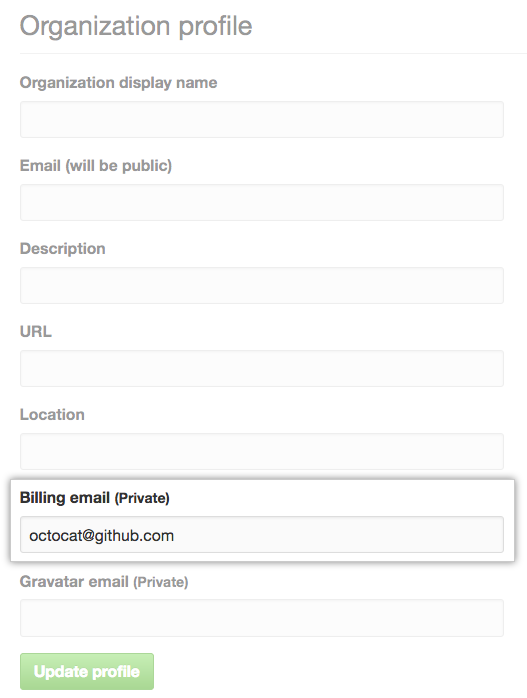 Organization profile
Organization display name
Email (will be public)
Description
URL
Location
Billing email (Private)
octocat@github.com
Gravatar email (Private)
Update profile